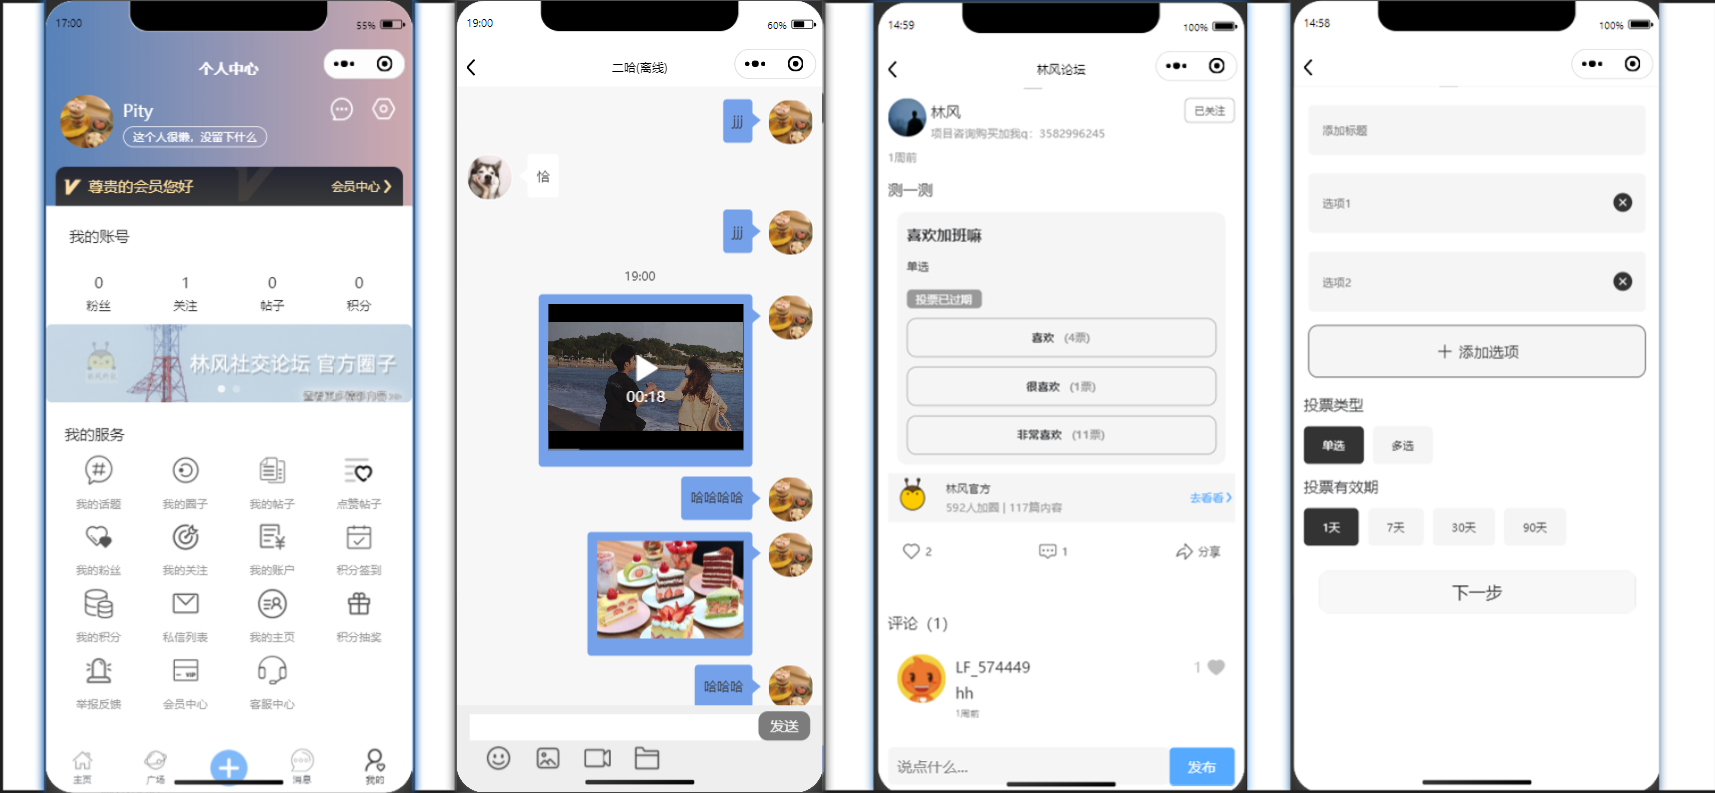 17:00
55%
个人中心
Pity
这个人很懒，没留下什么
尊贵的会员您好
会员中心
我的账号
0
1
0
0
粉丝
关注
帖子
积分
林风社交论坛 官方圈子
我的服务
我的话题
我的圈子
我的帖子
点赞帖子
我的粉丝
我的关注
我的账户
积分签到
我的积分
私信列表
我的主页
积分抽奖
举报反馈
会员中心
客服中心
主页
广场
消息
我的
19:00
60%
二哈(离线)
jjj
恰
jjj
19:00
00:18
哈哈哈哈
哈哈哈
发送
14:59
100%
林风论坛
林风
已关注
项目咨询购买加我q：3582996245
1周前
测一测
喜欢加班嘛
单选
投票已过期
喜欢 (4票)
很喜欢 (1票)
非常喜欢 (11票)
林风官方
592人加圈 | 117篇内容
去看看
2
1
分享
评论（1）
LF_574449
1
hh
1周前
说点什么...
发布
14:58
100%
添加标题
选项1
选项2
添加选项
投票类型
单选
多选
投票有效期
1天
7天
30天
90天
下一步